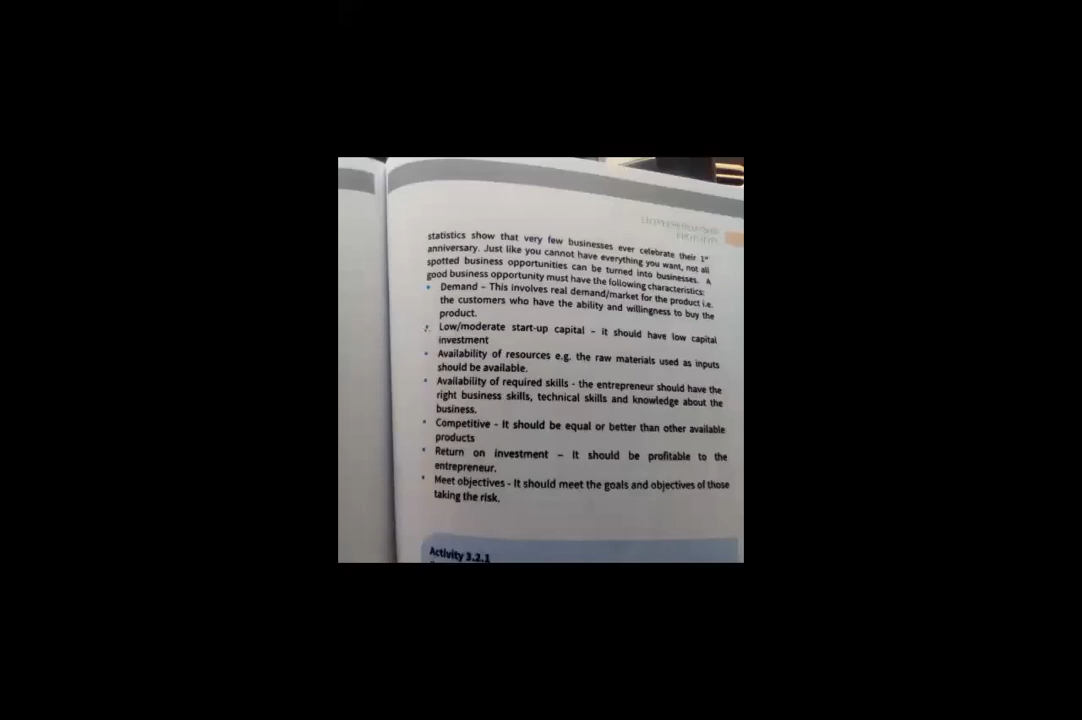 statistics show that very few businesses ever celebrate their 1st
anniversary. Just like you cannot have everything you want, not all
spotted business opportunities can be turned into businesses. A
good business opportunity must have the following characteristics:
• Demand – This involves real demand/market for the product i.e.
the customers who have the ability and willingness to buy the
product.
• Low/moderate start-up capital – it should have low capital
investment
• Availability of resources e.g. the raw materials used as inputs
should be available.
• Availability of required skills - the entrepreneur should have the
right business skills, technical skills and knowledge about the
business.
• Competitive - It should be equal or better than other available
products
• Return on investment – It should be profitable to the
entrepreneur.
• Meet objectives - It should meet the goals and objectives of those
taking the risk.
Activity 3.2.1